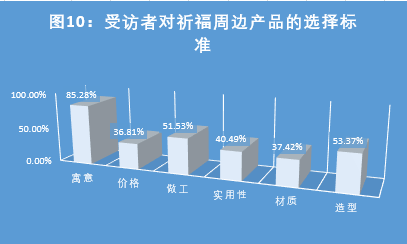 图10：受访者对祈福周边产品的选择标
准
100.00%
50.00%
0.00%
85.28%
36.81%
51.53%
40.49%
37.42%
53.37%
寓意
价格
做工
实用性
材质
造型